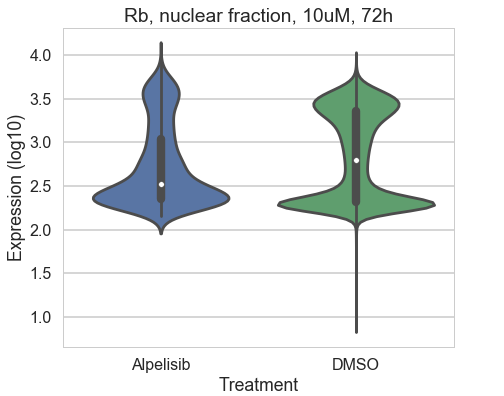 Rb, nuclear fraction, 10uM, 72h
Expression (log10)
4.0
3.5
3.0
2.5
2.0
1.5
1.0
Alpelisib
DMSO
Treatment